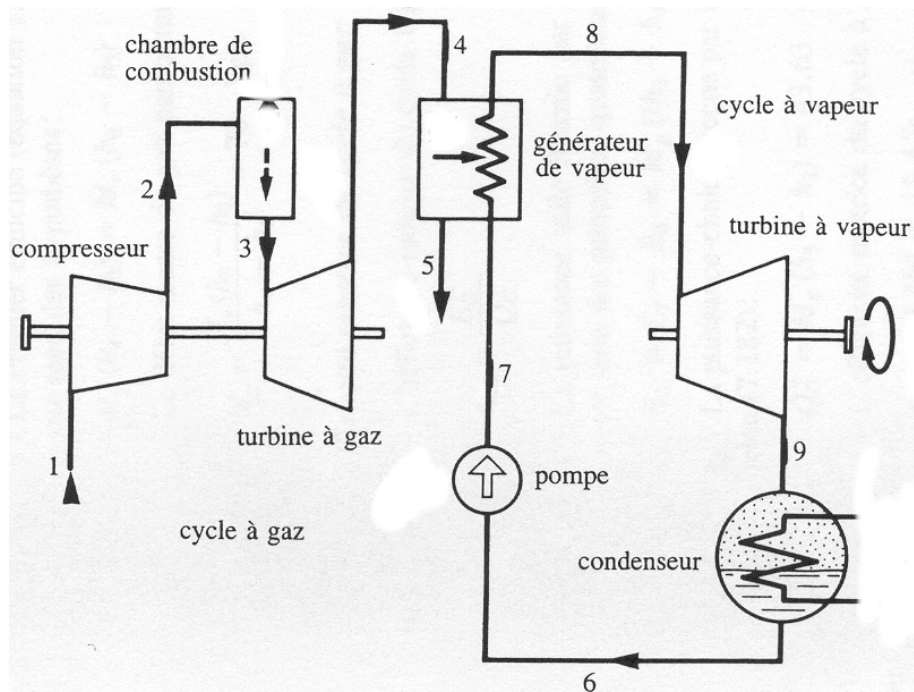 chambre de
combustion
4
8
cycle à vapeur
générateur
de vapeur
2
turbine à vapeur
compresseur
3
5
7
turbine à gaz
1
9
pompe
cycle à gaz
condenseur
6